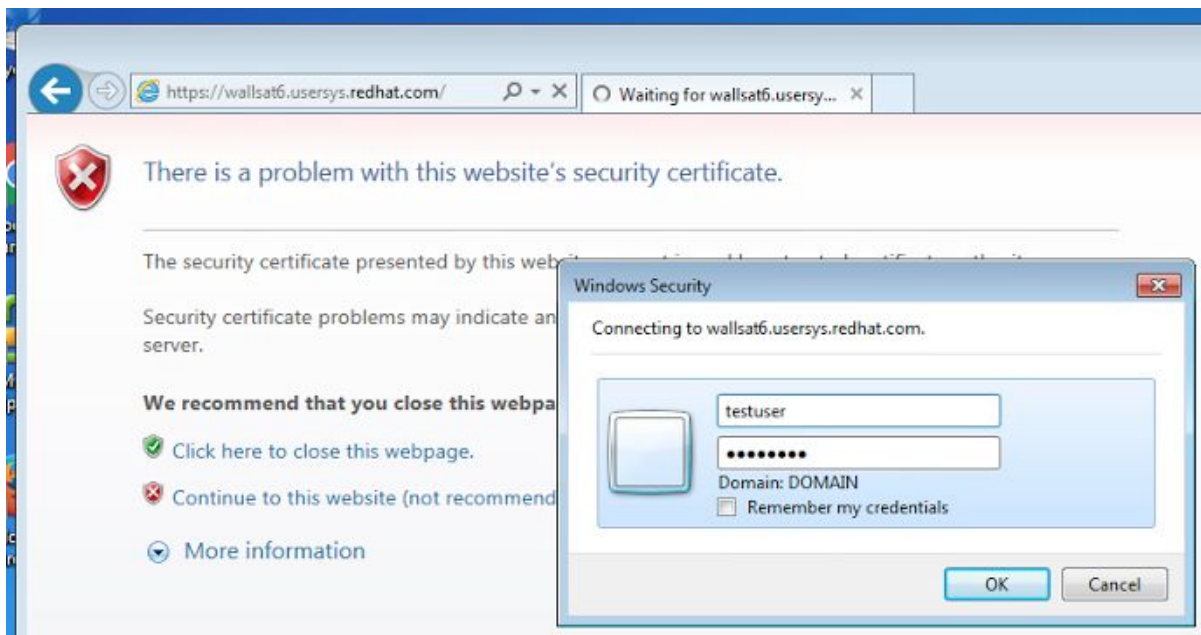 https://wallsat6.usersys.redhat.com/
Waiting for wallsat6.usersy...
There is a problem with this website's security certificate.
The security certificate presented by this
Security certificate problems may indicate an
server.
We recommend that you close this
Click here to close this webpage.
Continue to this website (not recommend
More information
Windows Security
Connecting to wallsat6.usersys.redhat.com.
testuser
••••••••
Domain: DOMAIN
Remember my credentials
OK
Cancel